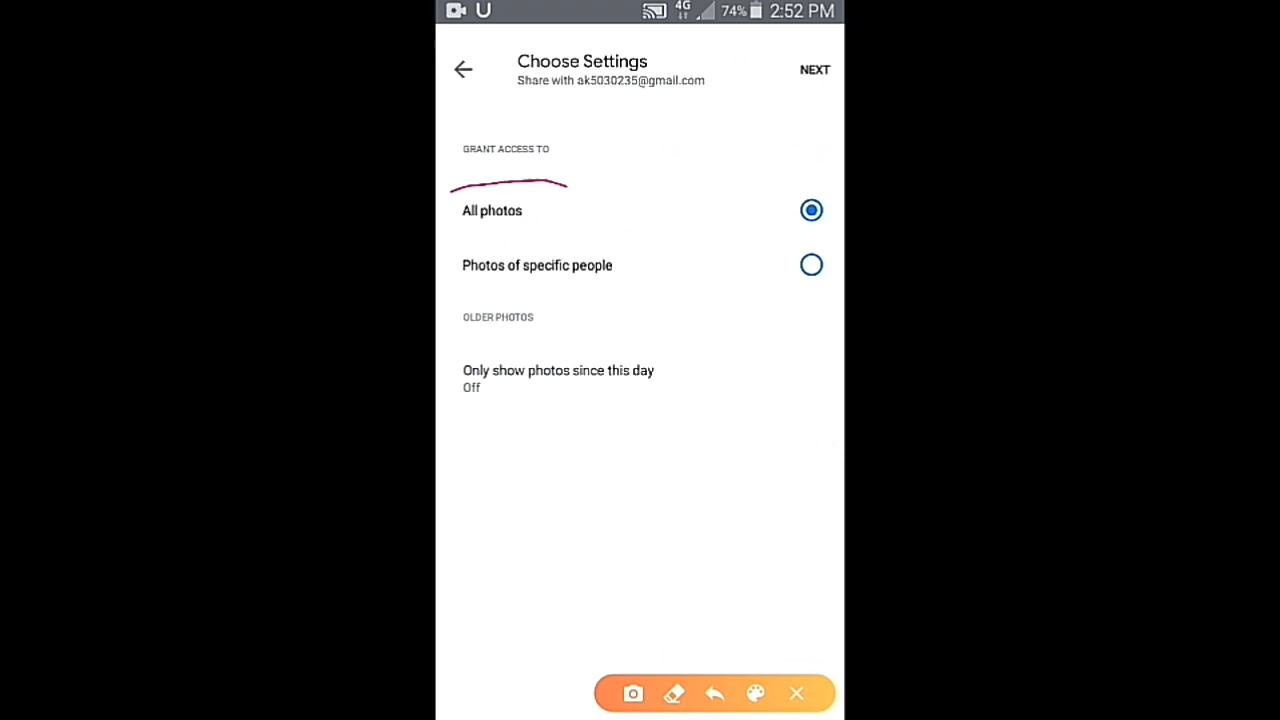 4G 74% 2:52 PM
Choose Settings
Share with ak5030235@gmail.com
NEXT
GRANT ACCESS TO
All photos
Photos of specific people
OLDER PHOTOS
Only show photos since this day
Off